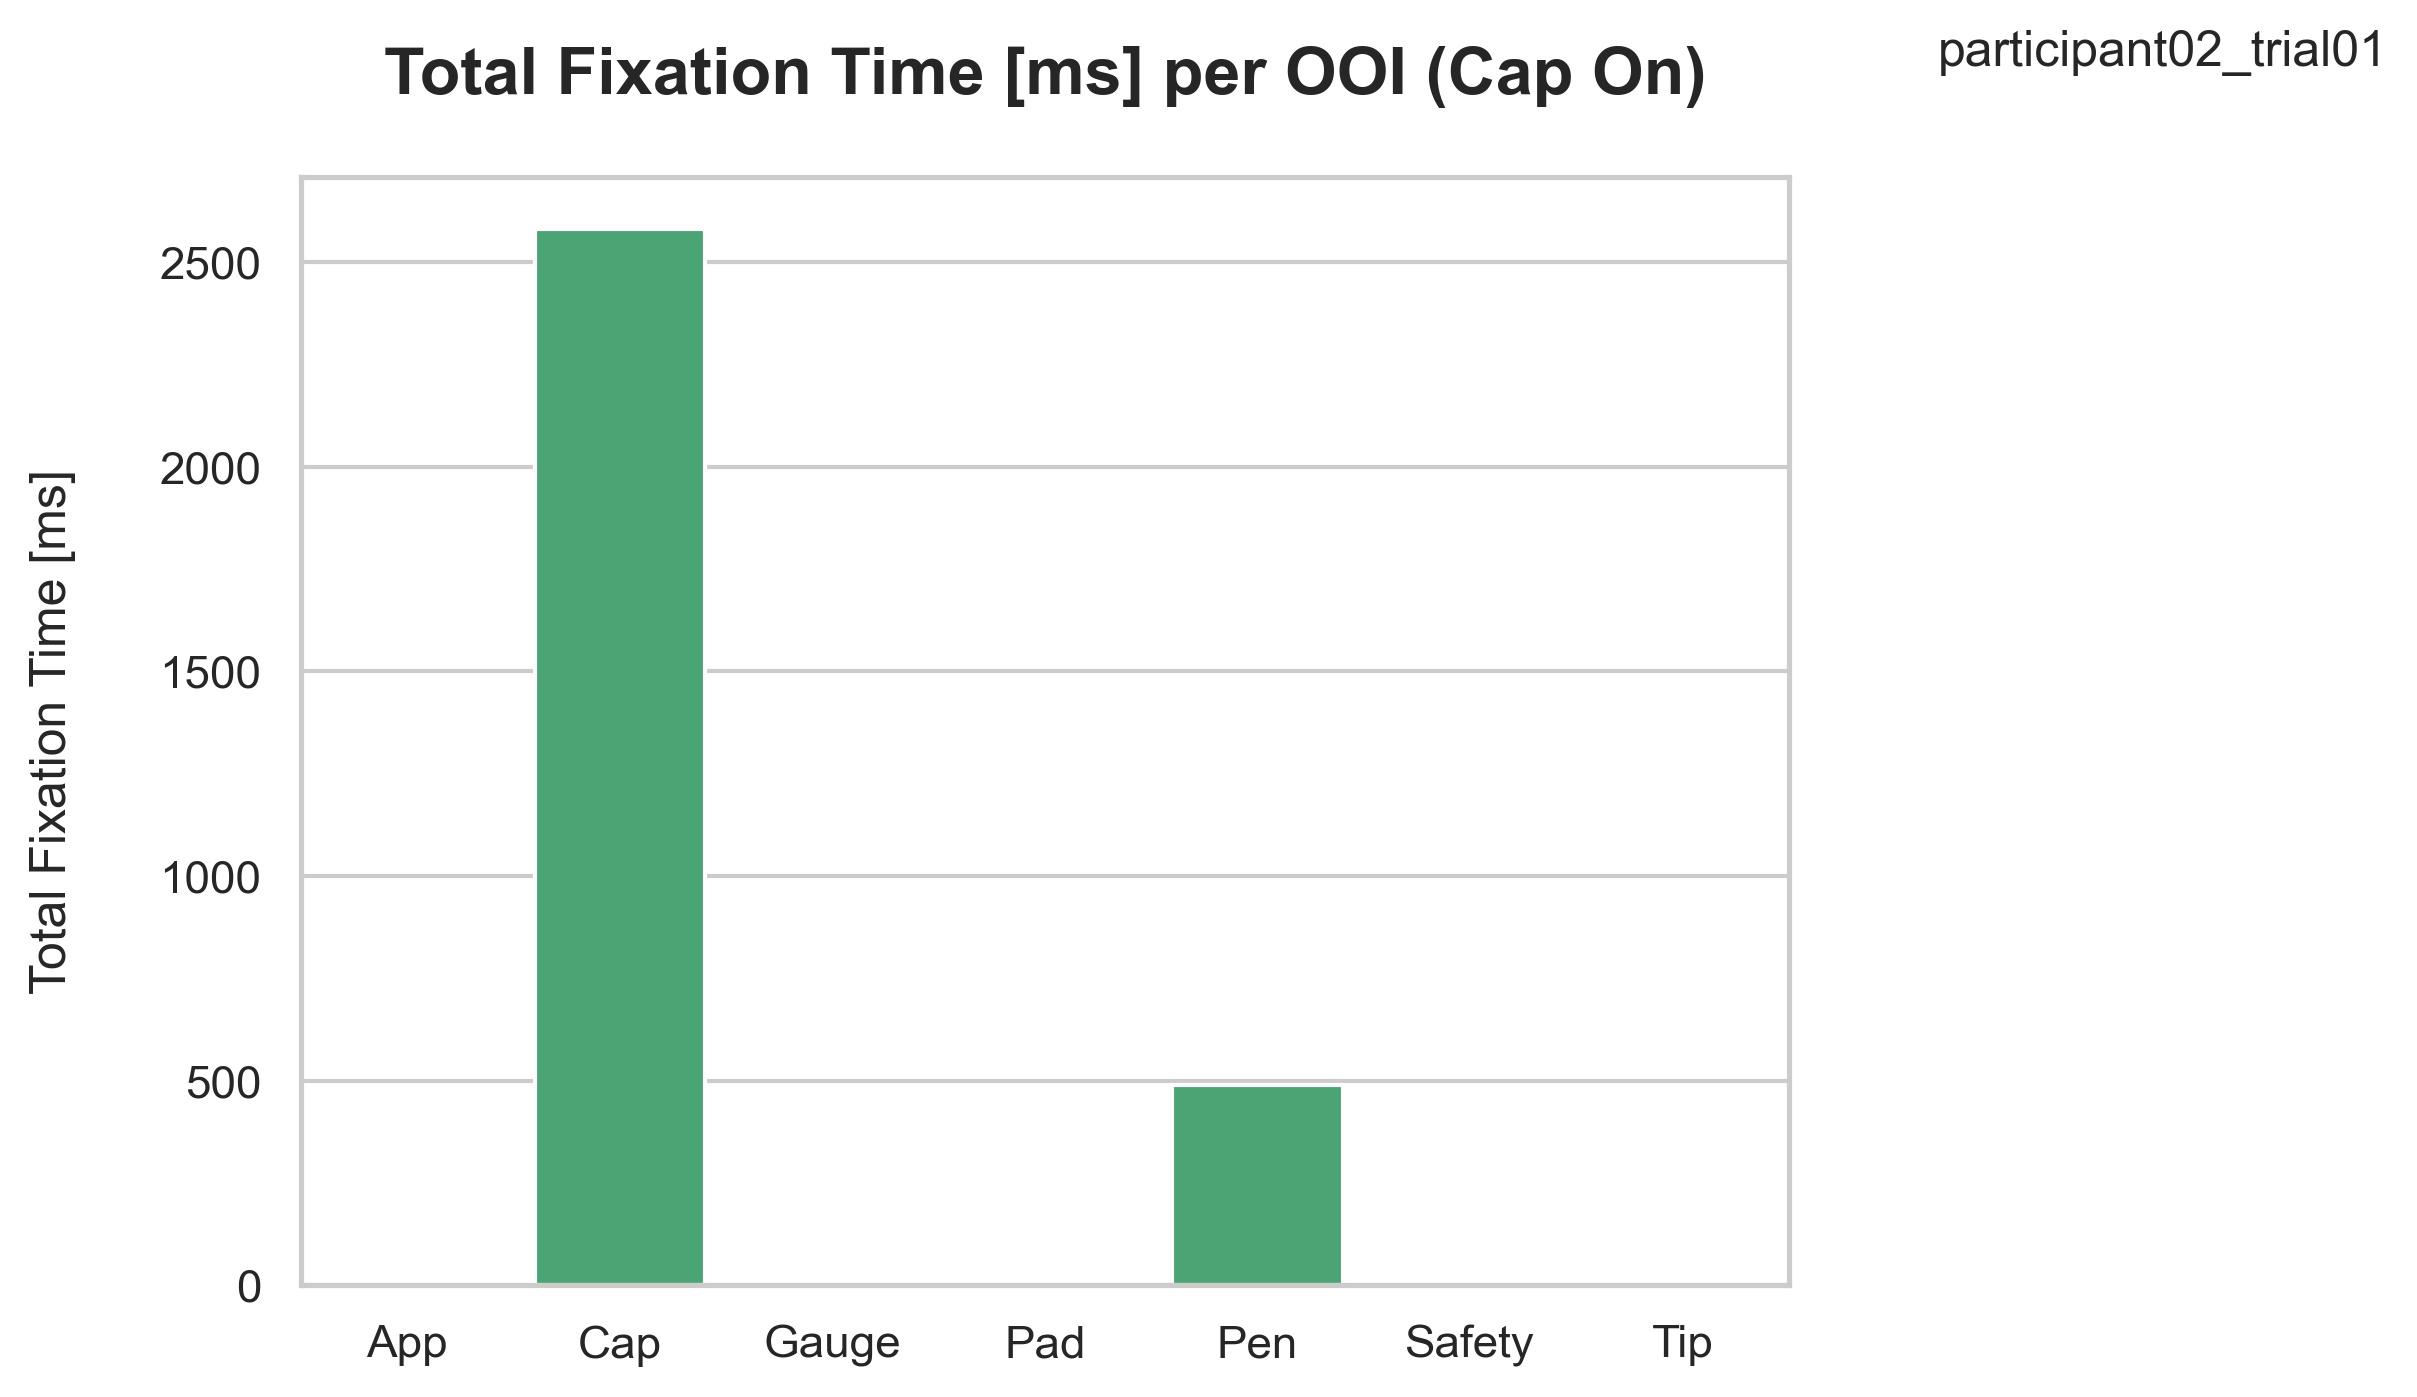 participant02_trial01
Total Fixation Time [ms] per OOI (Cap On)
Total Fixation Time [ms]
2500
2000
1500
1000
500
0
App Cap Gauge Pad Pen Safety Tip